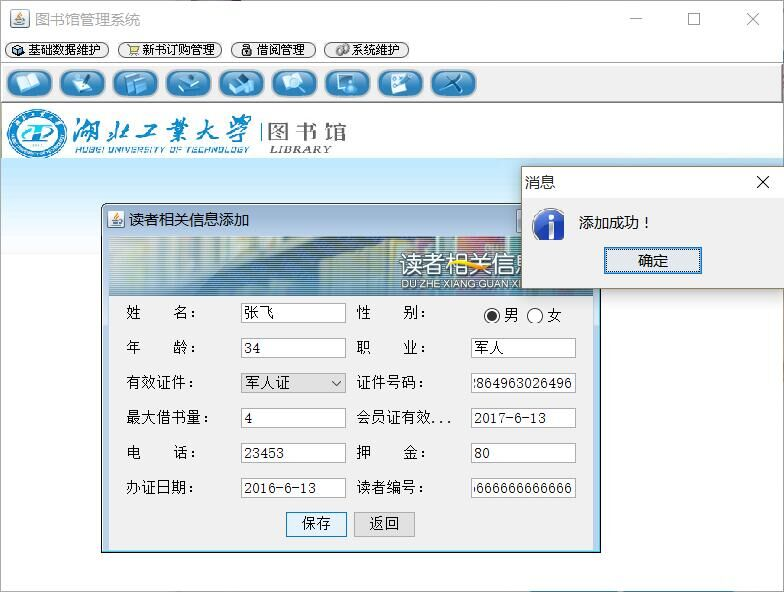 图书馆管理系统
基础数据维护 新书订购管理 借阅管理 系统维护
湖北工業大學 图书馆
HUBEI UNIVERSITY OF TECHNOLOGY LIBRARY
消息
添加成功！
确定
读者相关信息添加
读者相关信息
DU ZHE XIANG GUAN XI
姓 名： 张飞 性 别： 男 女
年 龄： 34 职 业： 军人
有效证件： 军人证 证件号码： 864963026496
最大借书量： 4 会员证有效... 2017-6-13
电 话： 23453 押 金： 80
办证日期： 2016-6-13 读者编号： 666666666666
保存 返回